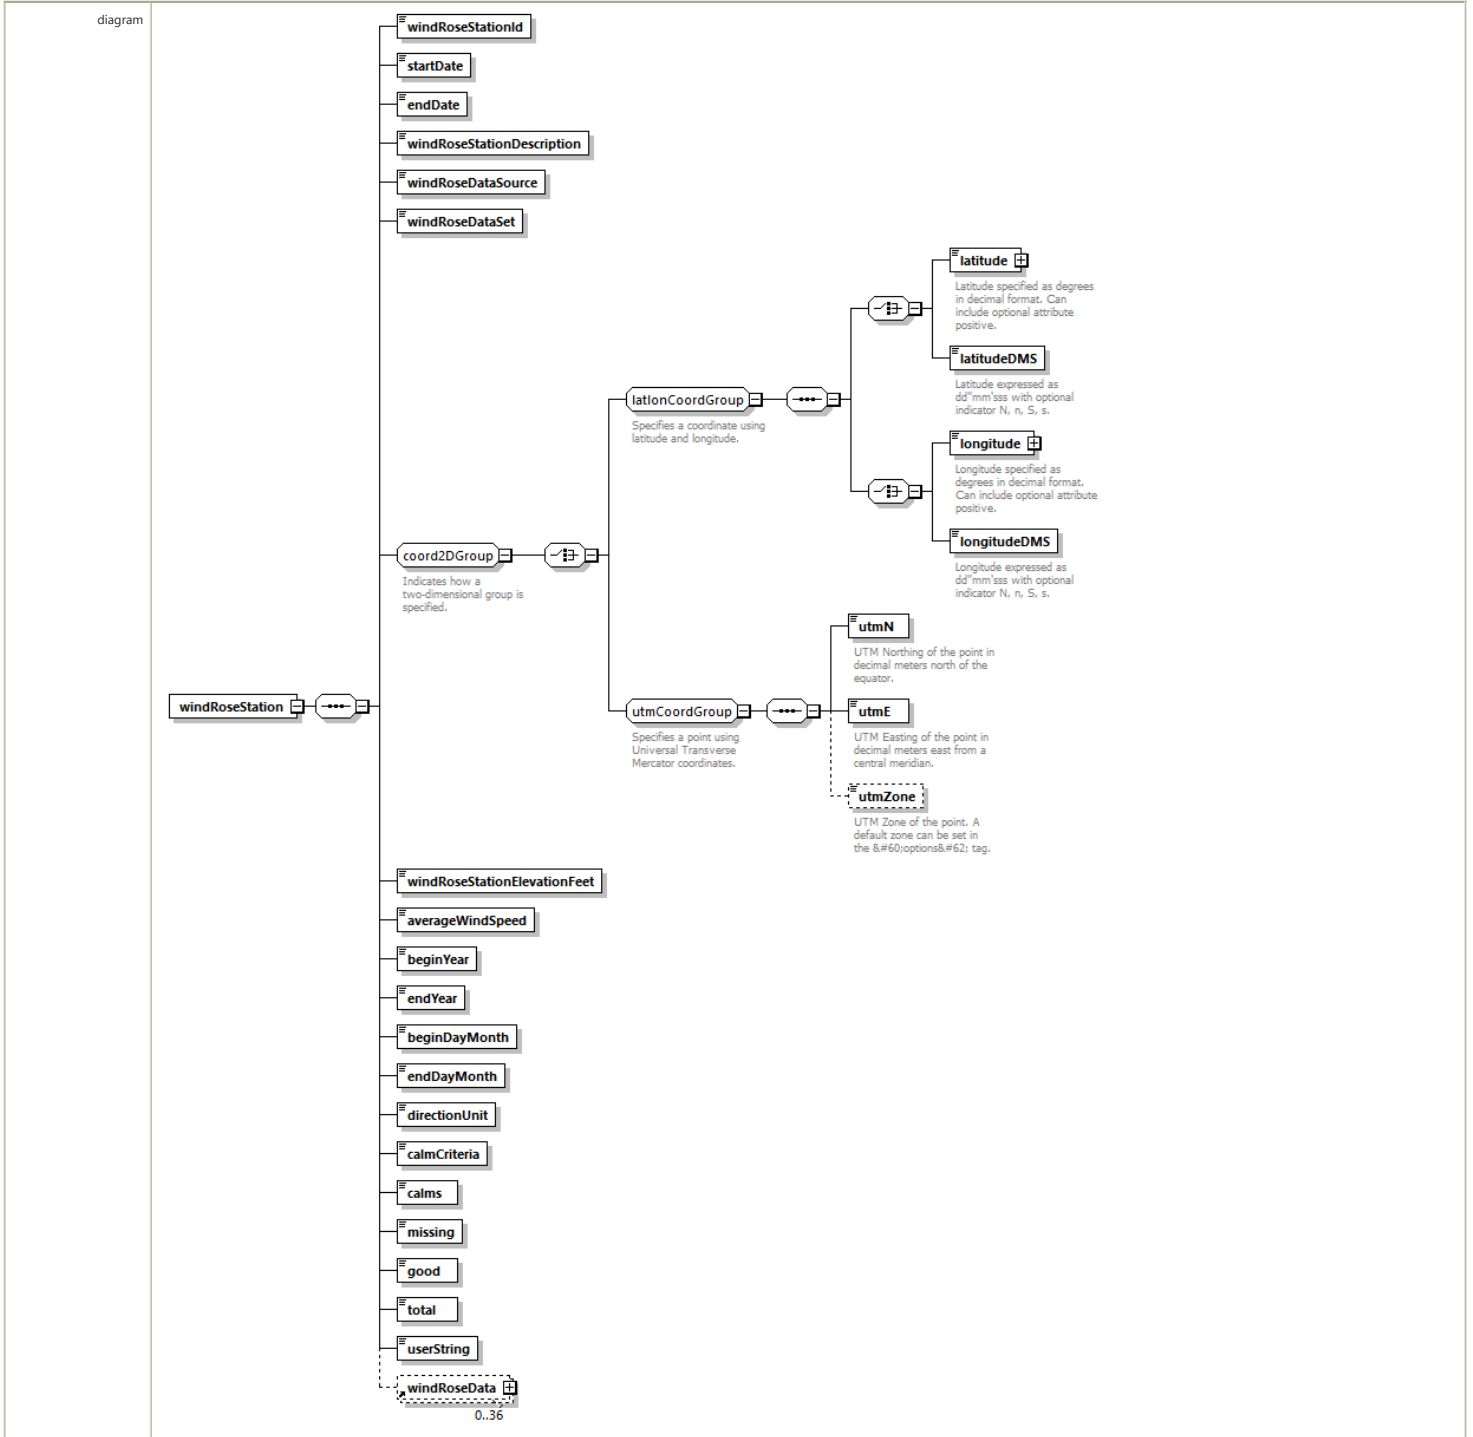 diagram
windRoseStationId
startDate
endDate
windRoseStationDescription
windRoseDataSource
windRoseDataSet
latitude
Latitude specified as degrees
in decimal format. Can
include optional attribute
positive.
latitudeDMS
Latitude expressed as
dd"mm'sss with optional
indicator N, n, S, s.
latlonCoordGroup
Specifies a coordinate using
latitude and longitude.
longitude
Longitude specified as
degrees in decimal format.
Can include optional attribute
positive.
longitudeDMS
Longitude expressed as
dd"mm'sss with optional
indicator N, n, S, s.
coord2DGroup
Indicates how a
two-dimensional group is
specified.
utmN
UTM Northing of the point in
decimal meters north of the
equator.
windRoseStation
utmCoordGroup
Specifies a point using
Universal Transverse
Mercator coordinates.
utmE
UTM Easting of the point in
decimal meters east from a
central meridian.
utmZone
UTM Zone of the point. A
default zone can be set in
the &#60;options&#62; tag.
windRoseStationElevationFeet
averageWindSpeed
beginYear
endYear
beginDayMonth
endDayMonth
directionUnit
calmCriteria
calms
missing
good
total
userString
windRoseData
0..36